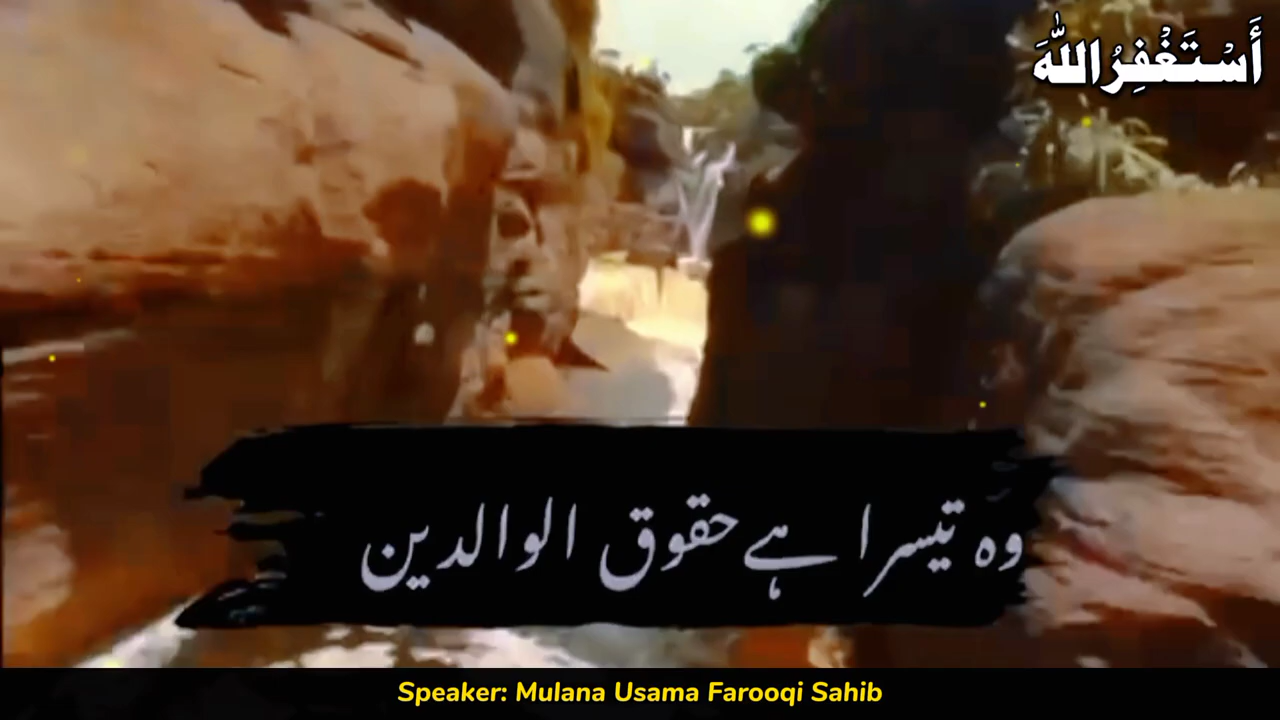 أَسْتَغْفِرُاللّٰهَ
وہ تیسرا ہے حقوق الوالدین
Speaker: Mulana Usama Farooqi Sahib